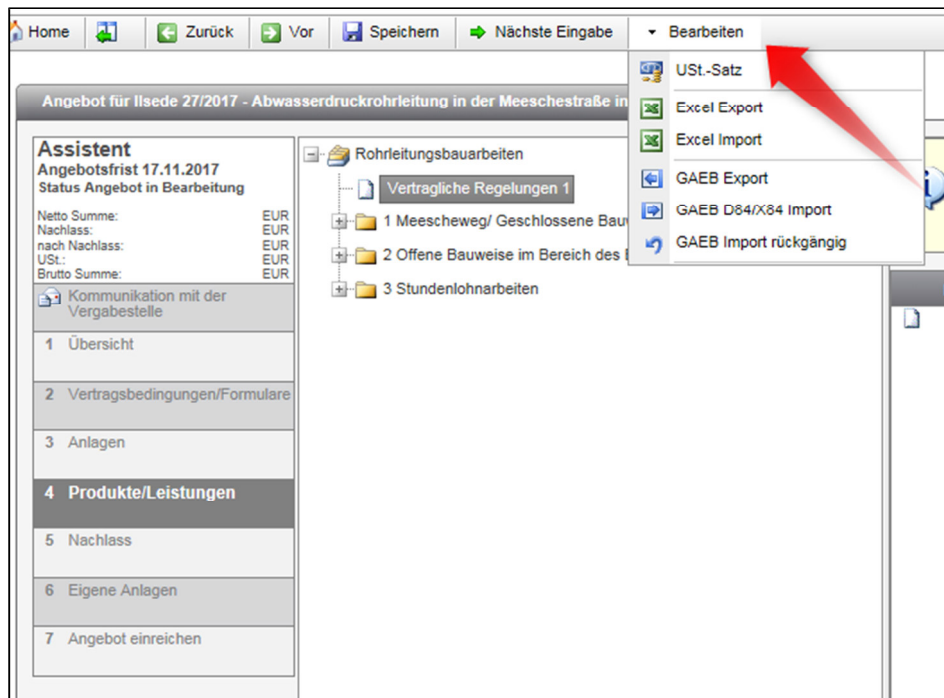 Home
Zurück
Vor
Speichern
Nächste Eingabe
Bearbeiten
USt.-Satz
Excel Export
Excel Import
GAEB Export
GAEB D84/X84 Import
GAEB Import rückgängig
Angebot für Ilsede 27/2017 - Abwasserdruckrohrleitung in der Meeschestraße in
Assistent
Angebotsfrist 17.11.2017
Status Angebot in Bearbeitung
Netto Summe: EUR
Nachlass: EUR
nach Nachlass: EUR
USt.: EUR
Brutto Summe: EUR
Kommunikation mit der
Vergabestelle
1 Übersicht
2 Vertragsbedingungen/Formulare
3 Anlagen
4 Produkte/Leistungen
5 Nachlass
6 Eigene Anlagen
7 Angebot einreichen
Rohrleitungsbauarbeiten
Vertragliche Regelungen 1
1 Meescheweg/ Geschlossene
2 Offene Bauweise im Bereich des
3 Stundenlohnarbeiten